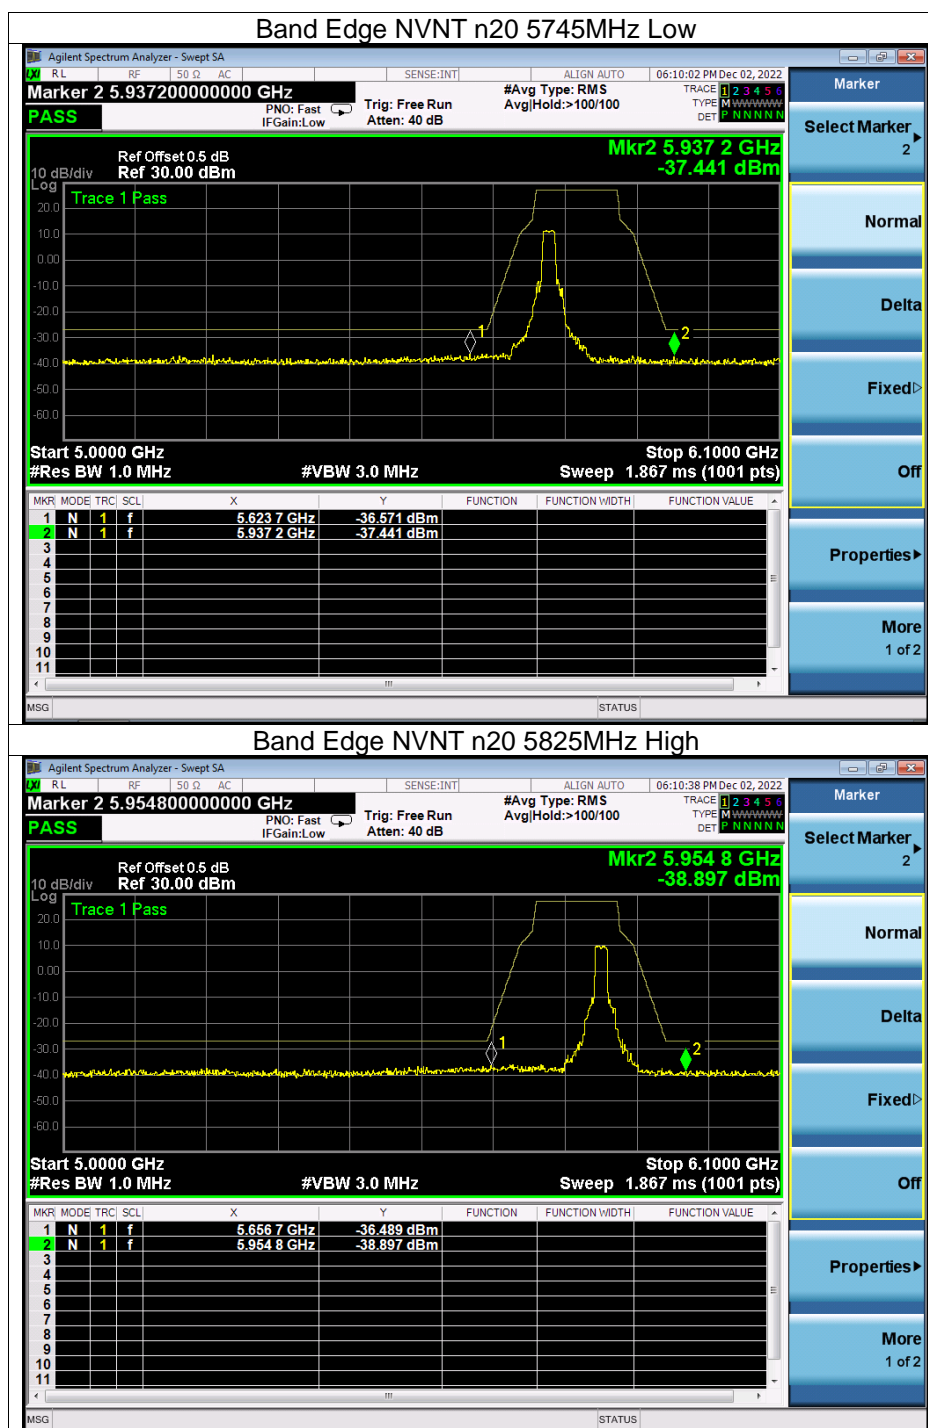 Band Edge NVNT n20 5745MHz Low
Agilent Spectrum Analyzer - Swept SA
LXI RL RF 50 Ω AC SENSE:INT ALIGN AUTO 06:10:02 PM Dec 02, 2022
Marker 2 5.937200000000 GHz
PNO: Fast
IFGain:Low
Trig: Free Run
Atten: 40 dB
#Avg Type: RMS
Avg|Hold:>100/100
TRACE 1 2 3 4 5 6
TYPE M WWWWW
DET P N N N N N
PASS
Ref Offset 0.5 dB
Ref 30.00 dBm
10 dB/div
Log
Mkr2 5.937 2 GHz
-37.441 dBm
Trace 1 Pass
20.0
10.0
0.00
-10.0
-20.0
-30.0
-40.0
-50.0
-60.0
1
2
Start 5.0000 GHz Stop 6.1000 GHz
#Res BW 1.0 MHz #VBW 3.0 MHz Sweep 1.867 ms (1001 pts)
MKR MODE TRC SCL X Y FUNCTION FUNCTION WIDTH FUNCTION VALUE
1 N 1 f 5.623 7 GHz -36.571 dBm
2 N 1 f 5.937 2 GHz -37.441 dBm
3
4
5
6
7
8
9
10
11
MSG STATUS
Marker
Select Marker
2
Normal
Delta
Fixed
Off
Properties
More
1 of 2
Band Edge NVNT n20 5825MHz High
Agilent Spectrum Analyzer - Swept SA
LXI RL RF 50 Ω AC SENSE:INT ALIGN AUTO 06:10:38 PM Dec 02, 2022
Marker 2 5.954800000000 GHz
PNO: Fast
IFGain:Low
Trig: Free Run
Atten: 40 dB
#Avg Type: RMS
Avg|Hold:>100/100
TRACE 1 2 3 4 5 6
TYPE M WWWWW
DET P N N N N N
PASS
Ref Offset 0.5 dB
Ref 30.00 dBm
10 dB/div
Log
Mkr2 5.954 8 GHz
-38.897 dBm
Trace 1 Pass
20.0
10.0
0.00
-10.0
-20.0
-30.0
-40.0
-50.0
-60.0
1
2
Start 5.0000 GHz Stop 6.1000 GHz
#Res BW 1.0 MHz #VBW 3.0 MHz Sweep 1.867 ms (1001 pts)
MKR MODE TRC SCL X Y FUNCTION FUNCTION WIDTH FUNCTION VALUE
1 N 1 f 5.656 7 GHz -36.489 dBm
2 N 1 f 5.954 8 GHz -38.897 dBm
3
4
5
6
7
8
9
10
11
MSG STATUS
Marker
Select Marker
2
Normal
Delta
Fixed
Off
Properties
More
1 of 2